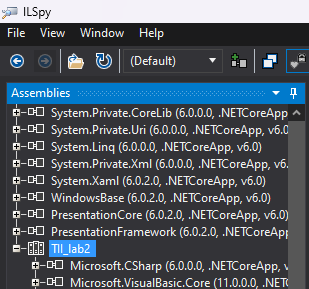 ILSpy
File View Window Help
(Default)
Assemblies
System.Private.CoreLib (6.0.0.0, .NETCoreApp,
System.Private.Uri (6.0.0.0, .NETCoreApp, v6.0)
System.Linq (6.0.0.0, .NETCoreApp, v6.0)
System.Private.Xml (6.0.0.0, .NETCoreApp, v6.0)
System.Xaml (6.0.2.0, .NETCoreApp, v6.0)
WindowsBase (6.0.2.0, .NETCoreApp, v6.0)
PresentationCore (6.0.2.0, .NETCoreApp, v6.0)
PresentationFramework (6.0.2.0, .NETCoreApp,
Microsoft.CSharp (6.0.0.0, .NETCoreApp, v6.0)
Microsoft.VisualBasic.Core (11.0.0.0, .NETCore